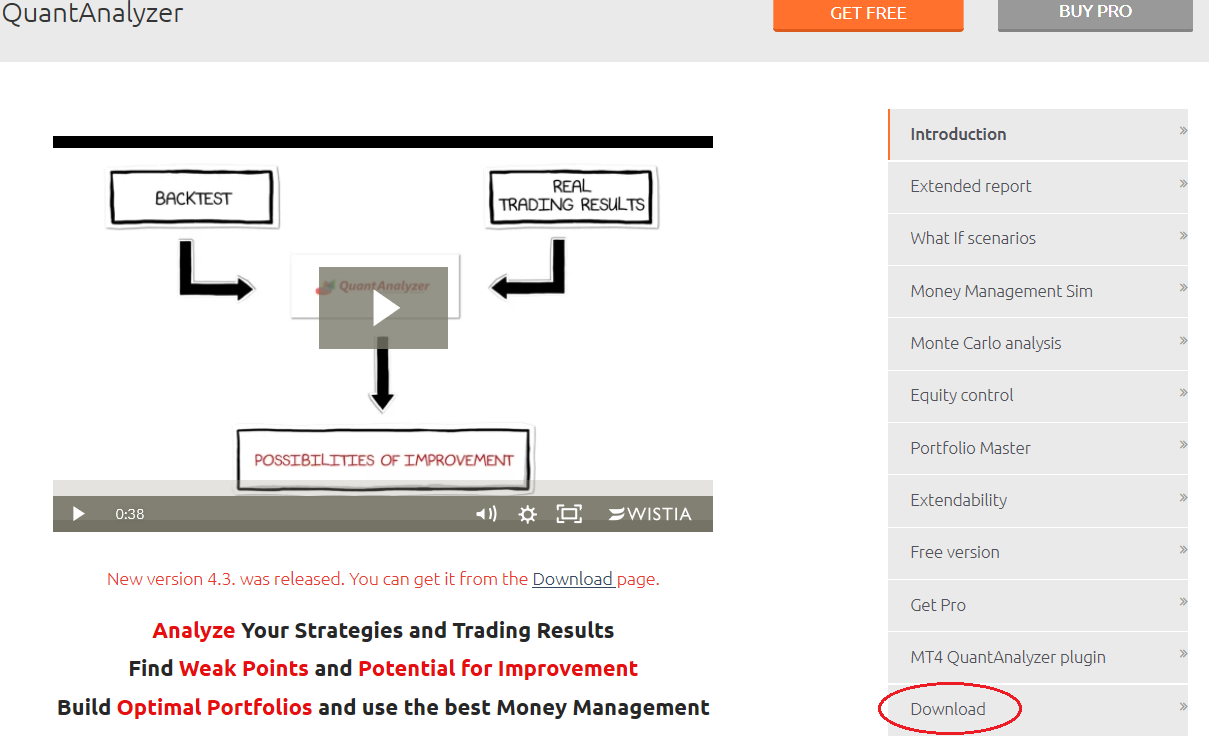 QuantAnalyzer
GET FREE
BUY PRO
BACKTEST
REAL
TRADING RESULTS
QuantAnalyzer
POSSIBILITIES OF IMPROVEMENT
0:38
WISTIA
New version 4.3. was released. You can get it from the Download page.
Analyze Your Strategies and Trading Results
Find Weak Points and Potential for Improvement
Build Optimal Portfolios and use the best Money Management
Introduction
Extended report
What If scenarios
Money Management Sim
Monte Carlo analysis
Equity control
Portfolio Master
Extendability
Free version
Get Pro
MT4 QuantAnalyzer plugin
Download